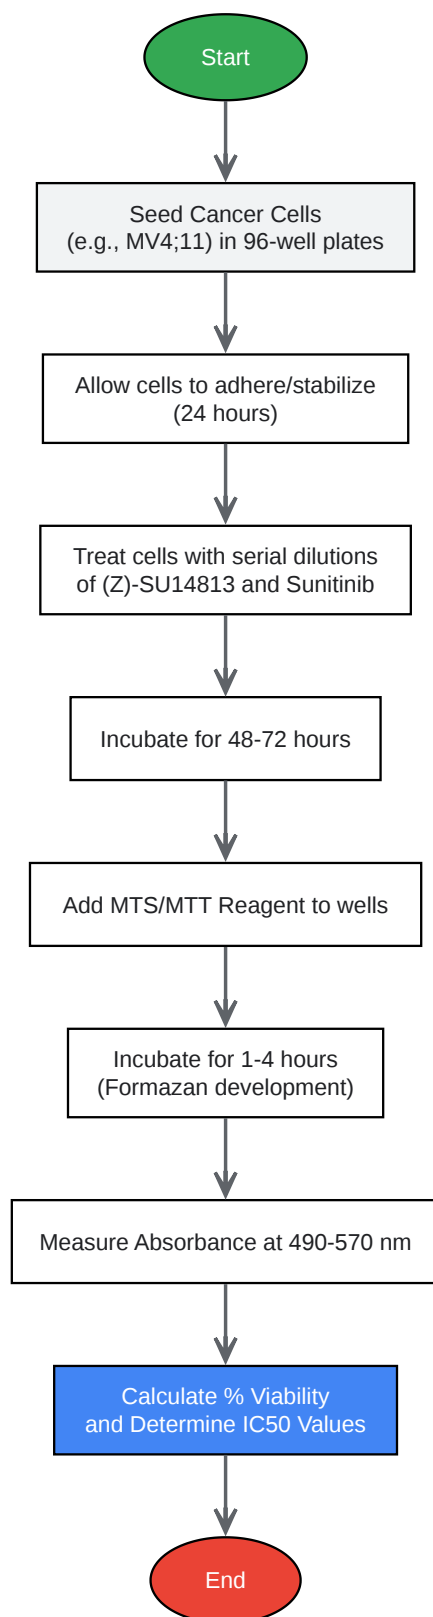 Start
Seed Cancer Cells
(e.g., MV4;11) in 96-well plates
Allow cells to adhere/stabilize
(24 hours)
Treat cells with serial dilutions
of (Z)-SU14813 and Sunitinib
Incubate for 48-72 hours
Add MTS/MTT Reagent to wells
Incubate for 1-4 hours
(Formazan development)
Measure Absorbance at 490-570 nm
Calculate % Viability
and Determine IC50 Values
End